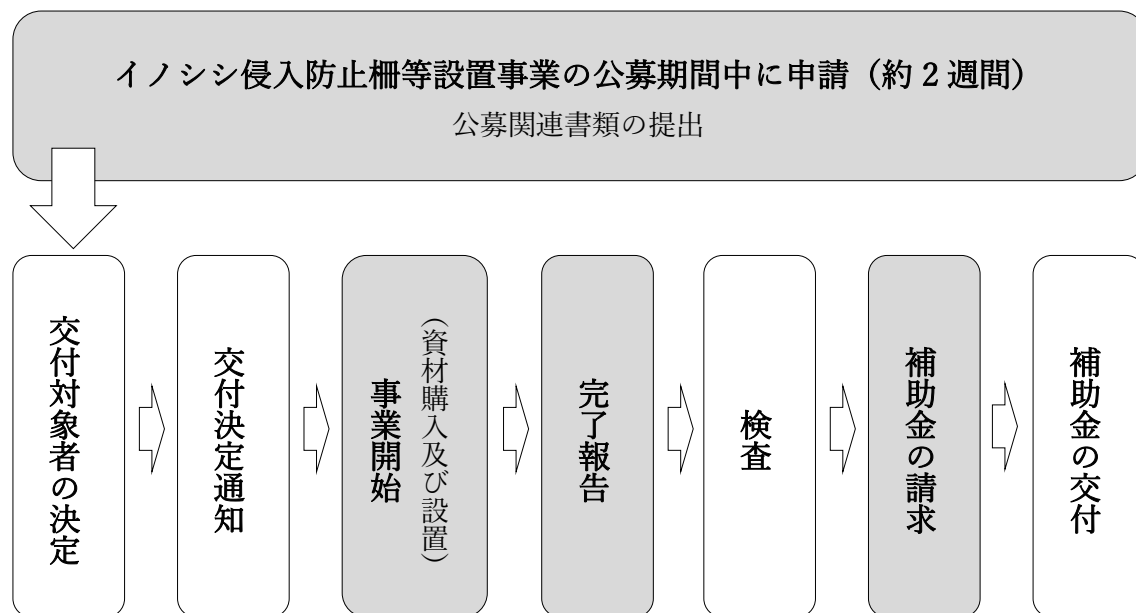 イノシシ侵入防止柵等設置事業の公募期間中に申請（約２週間）
公募関連書類の提出
交付対象者の決定
交付決定通知
事業開始
（資材購入及び設置）
完了報告
検査
補助金の請求
補助金の交付